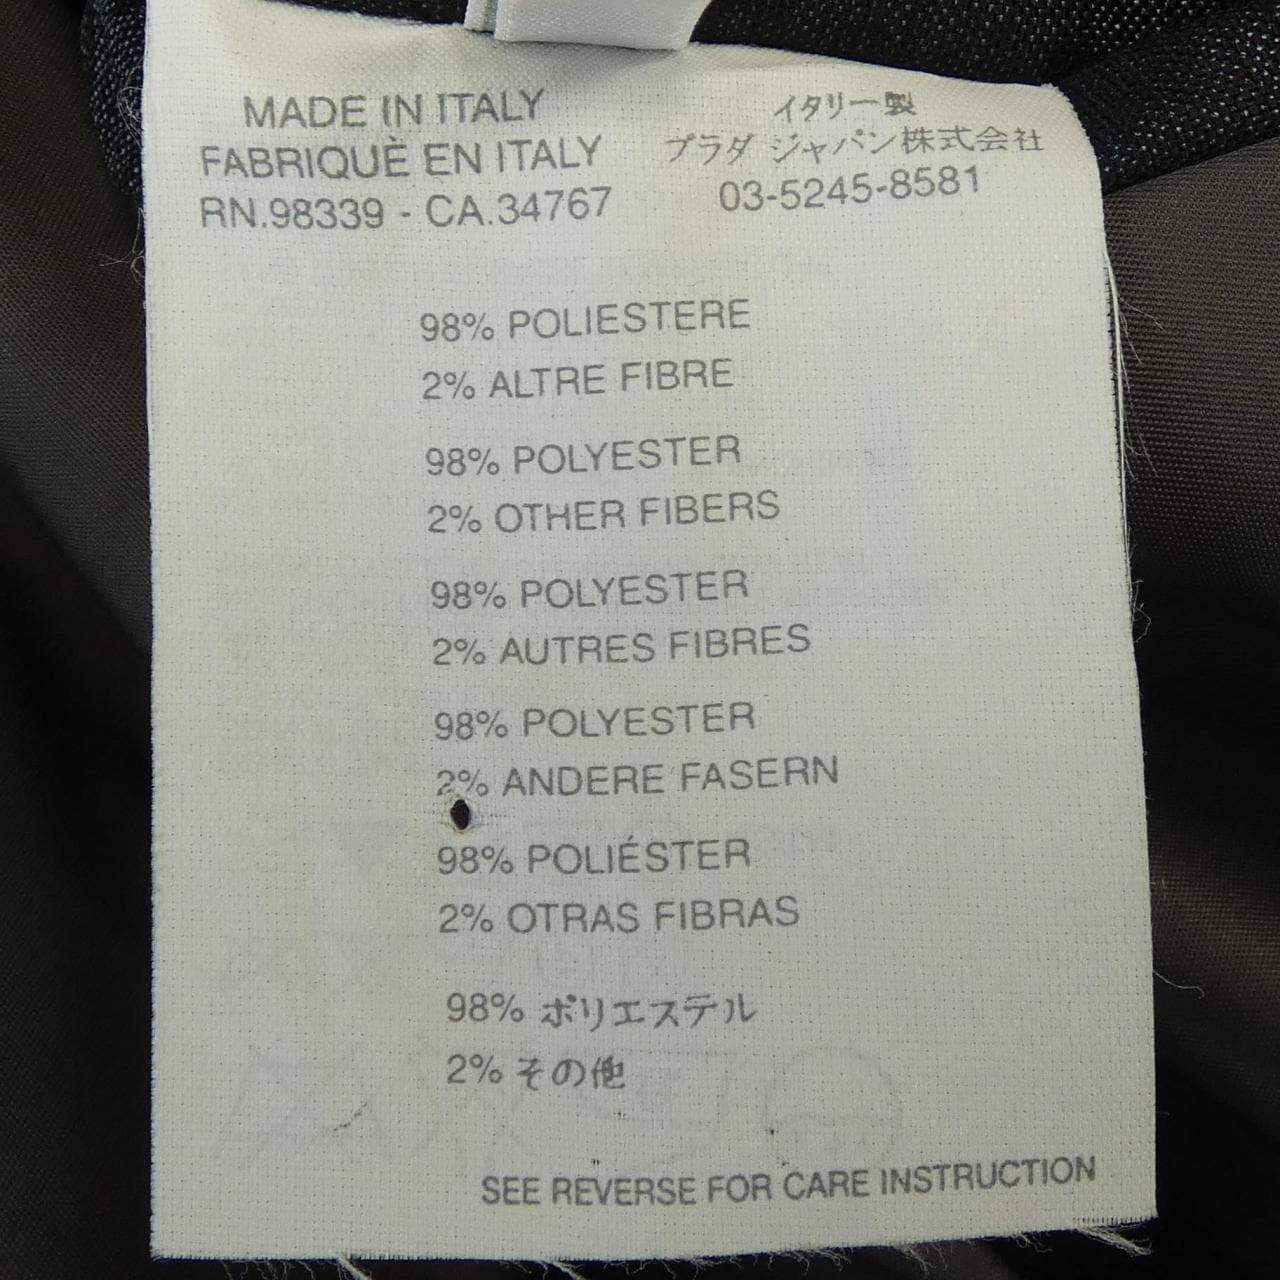 MADE IN ITALY
FABRIQUÈ EN ITALY
RN.98339 - CA.34767
イタリー製
プラダ ジャパン株式会社
03-5245-8581
98% POLIESTERE
2% ALTRE FIBRE
98% POLYESTER
2% OTHER FIBERS
98% POLYESTER
2% AUTRES FIBRES
98% POLYESTER
2% ANDERE FASERN
98% POLIÉSTER
2% OTRAS FIBRAS
98% ポリエステル
2% その他
SEE REVERSE FOR CARE INSTRUCTION